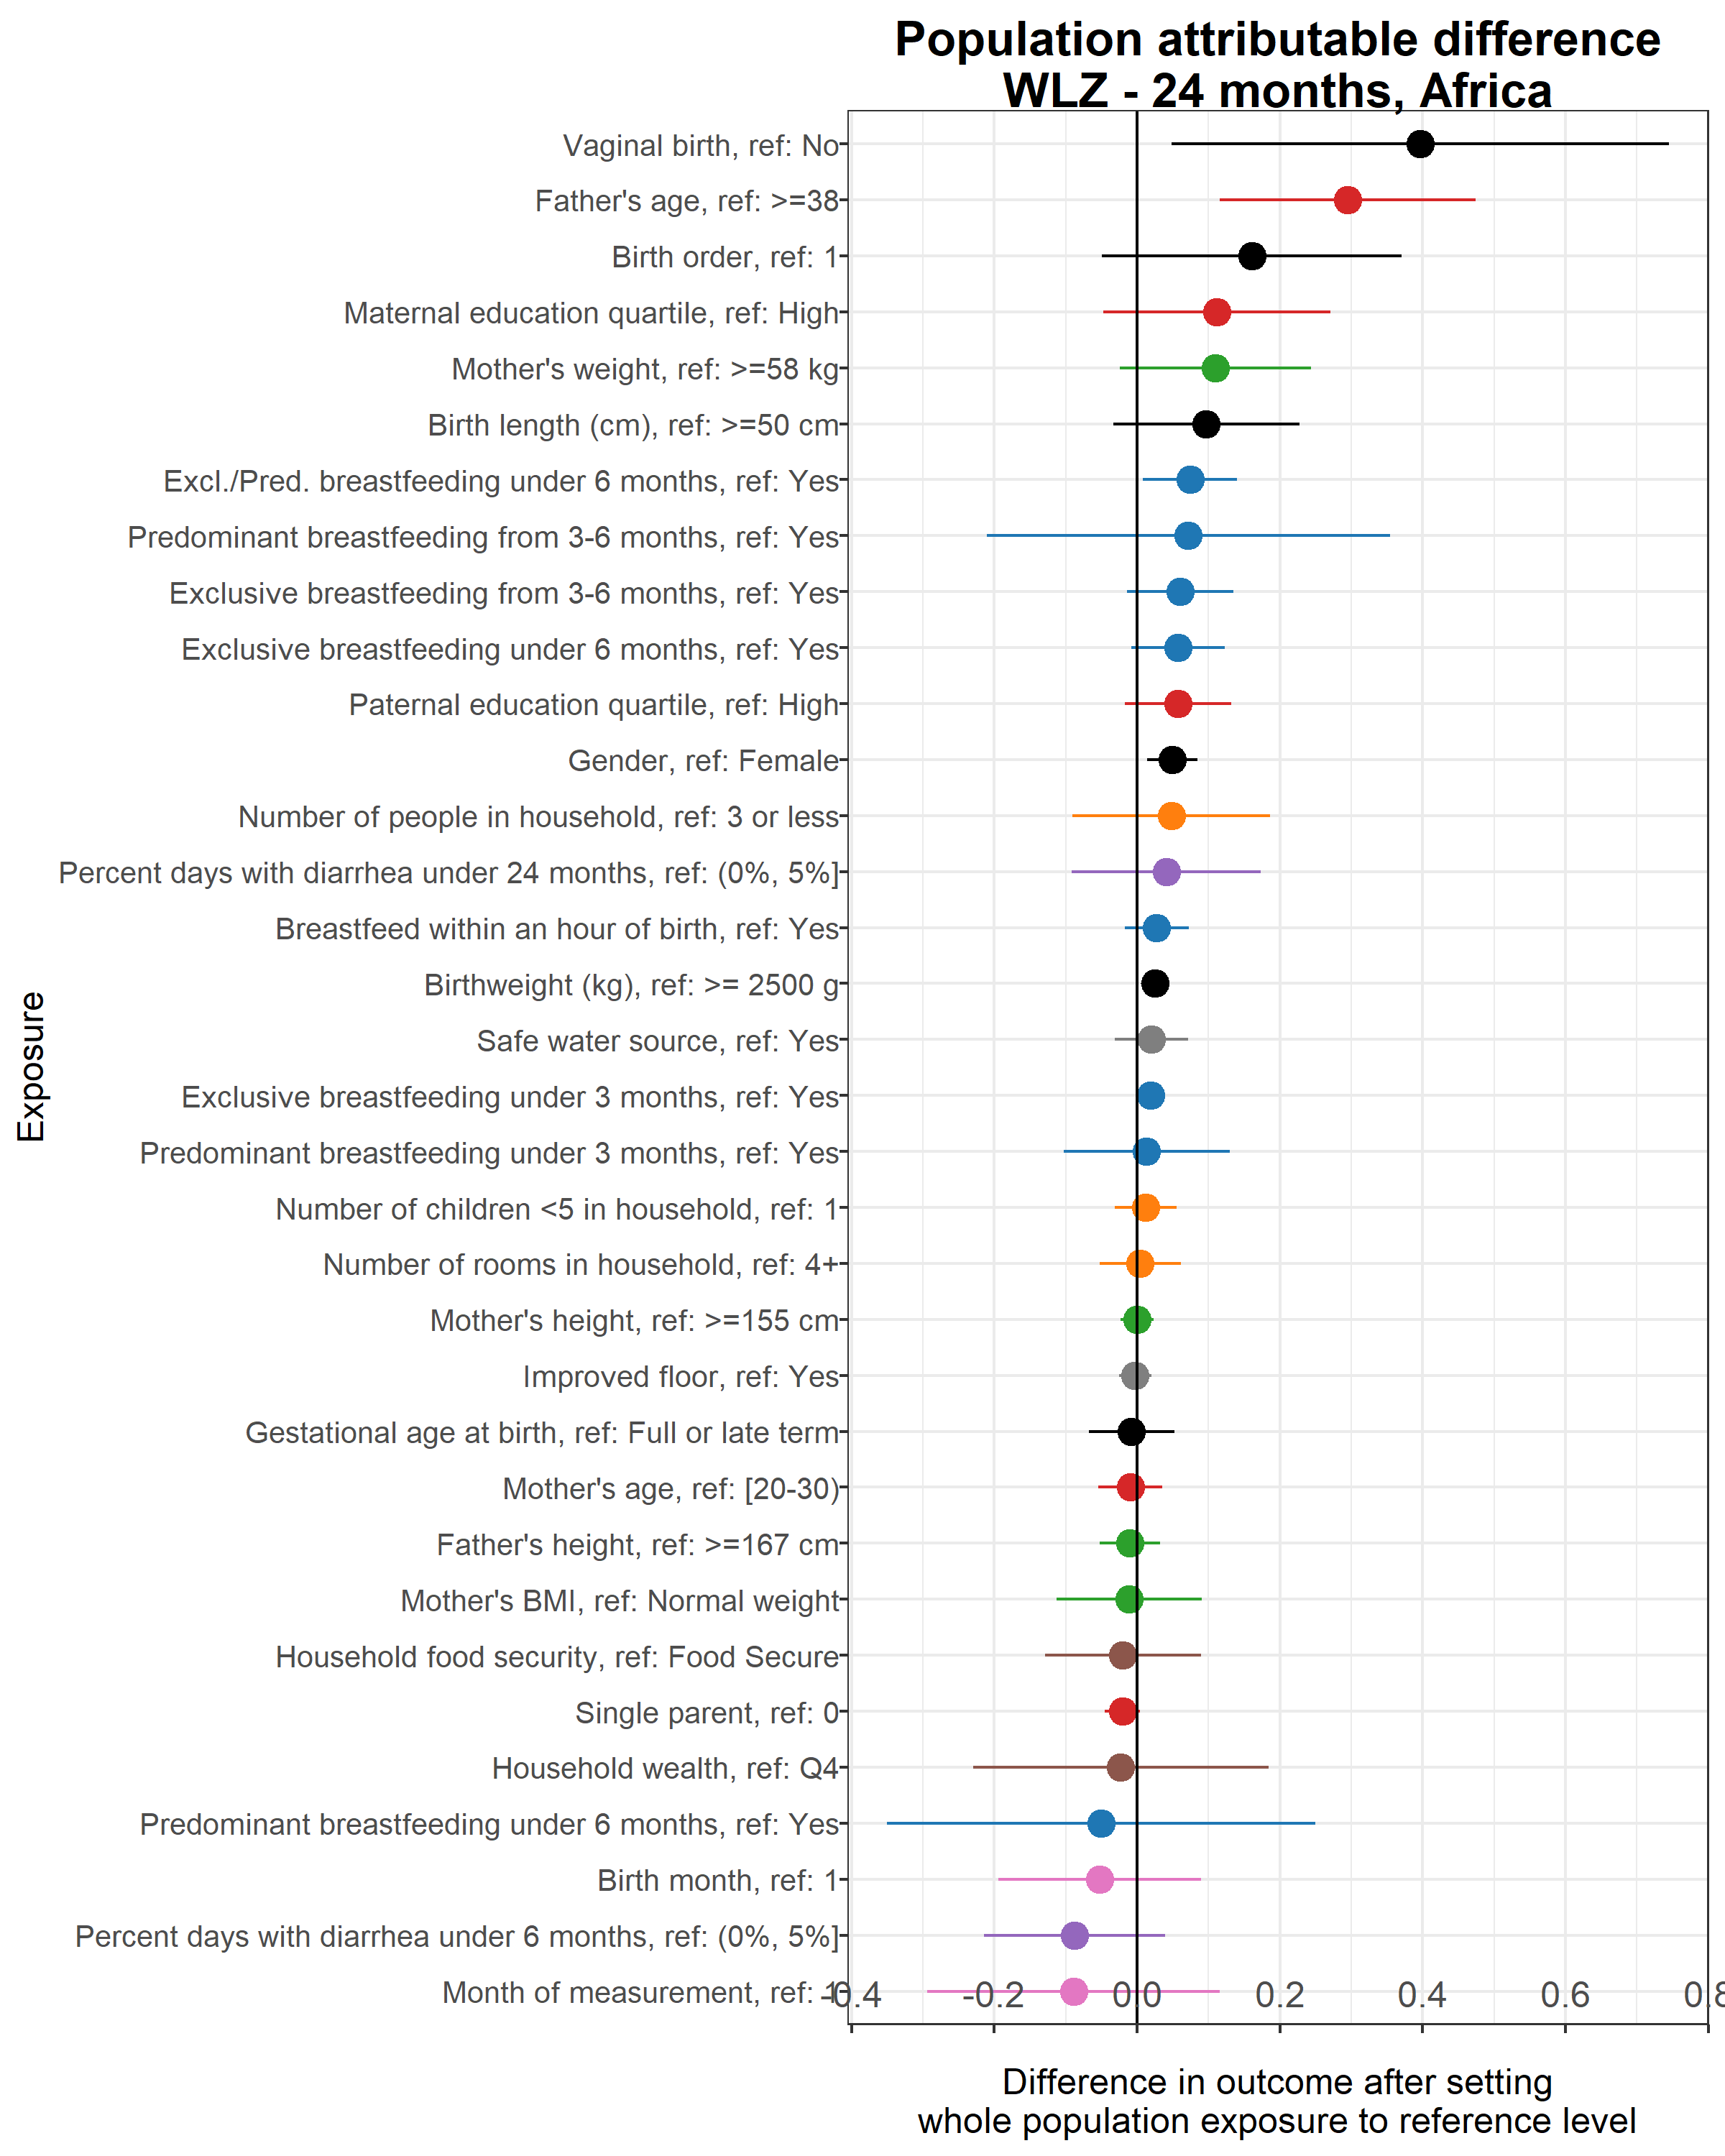 Population attributable difference
WLZ - 24 months, Africa
Vaginal birth, ref: No
Father's age, ref: >=38
Birth order, ref: 1
Maternal education quartile, ref: High
Mother's weight, ref: >=58 kg
Birth length (cm), ref: >=50 cm
Excl./Pred. breastfeeding under 6 months, ref: Yes
Predominant breastfeeding from 3-6 months, ref: Yes
Exclusive breastfeeding from 3-6 months, ref: Yes
Exclusive breastfeeding under 6 months, ref: Yes
Paternal education quartile, ref: High
Gender, ref: Female
Number of people in household, ref: 3 or less
Percent days with diarrhea under 24 months, ref: (0%, 5%]
Breastfeed within an hour of birth, ref: Yes
Birthweight (kg), ref: >= 2500 g
Safe water source, ref: Yes
Exclusive breastfeeding under 3 months, ref: Yes
Predominant breastfeeding under 3 months, ref: Yes
Number of children <5 in household, ref: 1
Number of rooms in household, ref: 4+
Mother's height, ref: >=155 cm
Improved floor, ref: Yes
Gestational age at birth, ref: Full or late term
Mother's age, ref: [20-30)
Father's height, ref: >=167 cm
Mother's BMI, ref: Normal weight
Household food security, ref: Food Secure
Single parent, ref: 0
Household wealth, ref: Q4
Predominant breastfeeding under 6 months, ref: Yes
Birth month, ref: 1
Percent days with diarrhea under 6 months, ref: (0%, 5%]
Month of measurement, ref: 1
Exposure
-0.4 -0.2 0.0 0.2 0.4 0.6 0.8
Difference in outcome after setting
whole population exposure to reference level